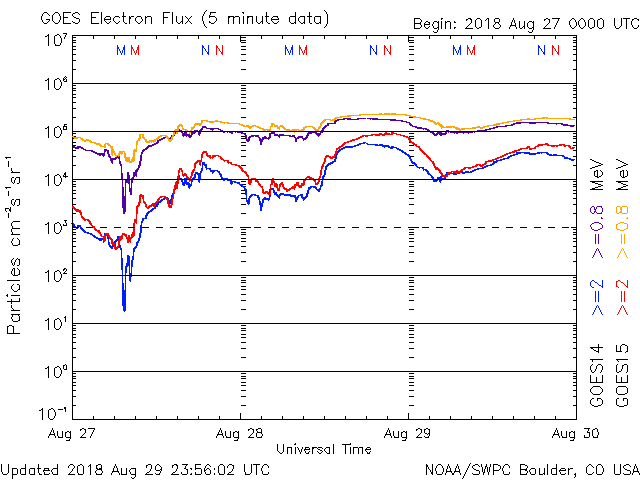 GOES Electron Flux (5 minute data)
Begin: 2018 Aug 27 0000 UTC
10⁷
M M N N M M N N M M N N
10⁶
10⁵
10⁴
10³
10²
10¹
10⁰
10⁻¹
Particles cm⁻²s⁻¹sr⁻¹
GOES14 >=2 >=0.8 MeV
GOES15 >=2 >=0.8 MeV
Aug 27 Aug 28 Aug 29 Aug 30
Universal Time
Updated 2018 Aug 29 23:56:02 UTC
NOAA/SWPC Boulder, CO USA